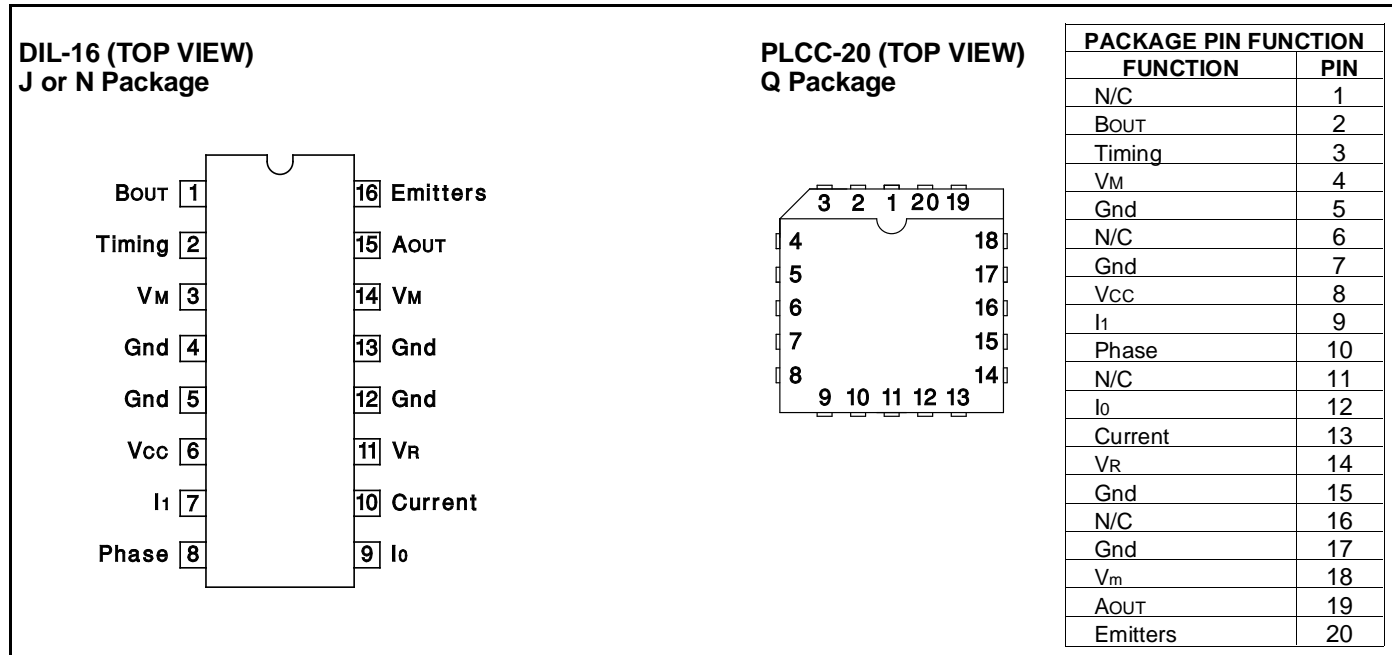 DIL-16 (TOP VIEW)
J or N Package
BOUT 1
Timing 2
VM 3
Gnd 4
Gnd 5
Vcc 6
I1 7
Phase 8
16 Emitters
15 AOUT
14 VM
13 Gnd
12 Gnd
11 VR
10 Current
9 I0
PLCC-20 (TOP VIEW)
Q Package
3 2 1 20 19
4
5
6
7
8
18
17
16
15
14
9 10 11 12 13
PACKAGE PIN FUNCTION
FUNCTION PIN
N/C 1
BOUT 2
Timing 3
VM 4
Gnd 5
N/C 6
Gnd 7
VCC 8
I1 9
Phase 10
N/C 11
I0 12
Current 13
VR 14
Gnd 15
N/C 16
Gnd 17
Vm 18
AOUT 19
Emitters 20